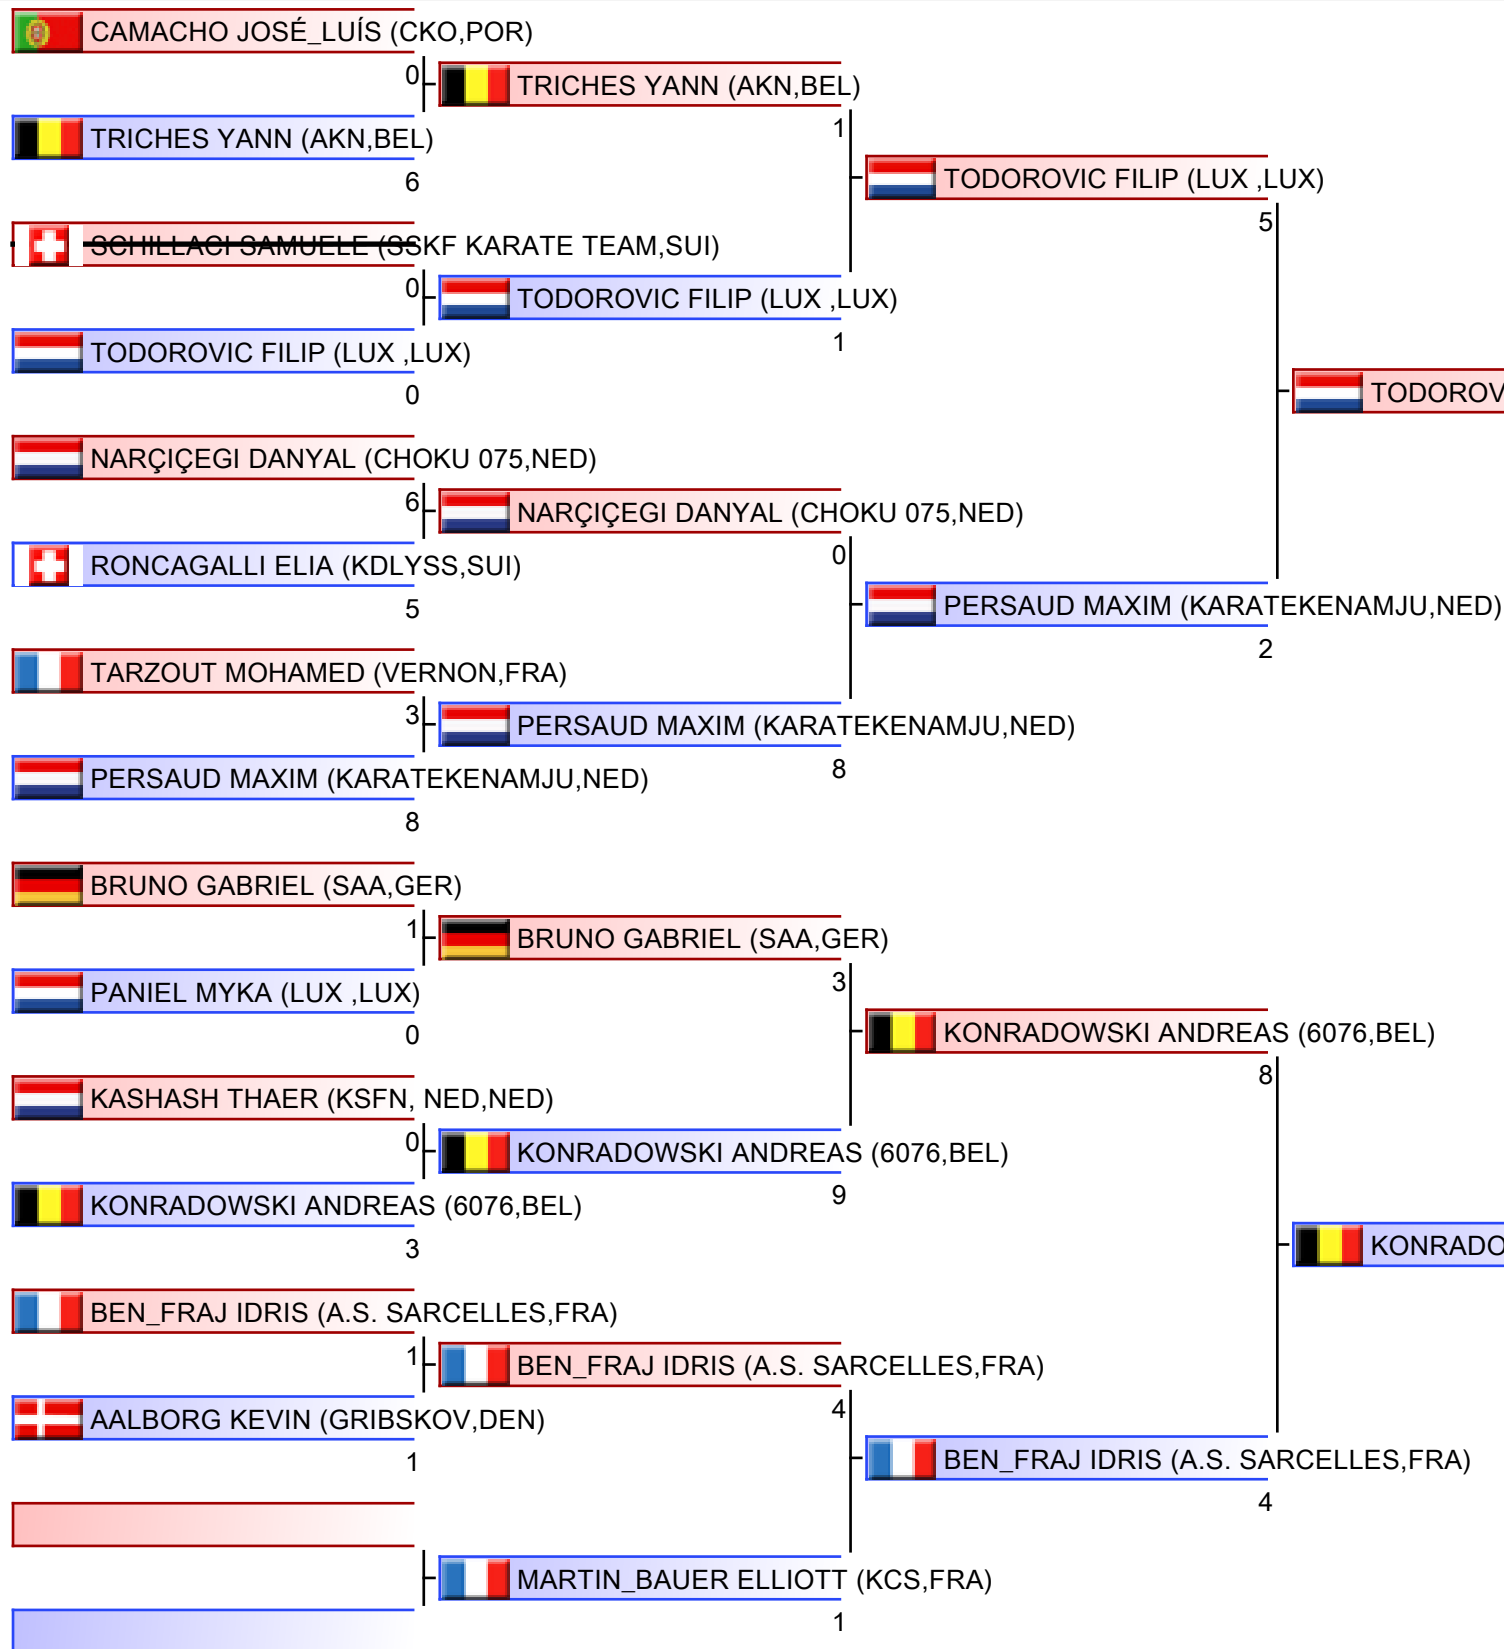 CAMACHO JOSÉ_LUÍS (CKO,POR)
0
TRICHES YANN (AKN,BEL)
1
TRICHES YANN (AKN,BEL)
6
TODOROVIC FILIP (LUX ,LUX)
5
SCHILLACI SAMUELE (SSKF KARATE TEAM,SUI)
0
TODOROVIC FILIP (LUX ,LUX)
1
TODOROVIC FILIP (LUX ,LUX)
0
TODOROV
NARÇIÇEGI DANYAL (CHOKU 075,NED)
6
NARÇIÇEGI DANYAL (CHOKU 075,NED)
0
RONCAGALLI ELIA (KDLYSS,SUI)
5
PERSAUD MAXIM (KARATEKENAMJU,NED)
2
TARZOUT MOHAMED (VERNON,FRA)
3
PERSAUD MAXIM (KARATEKENAMJU,NED)
8
PERSAUD MAXIM (KARATEKENAMJU,NED)
8
BRUNO GABRIEL (SAA,GER)
1
BRUNO GABRIEL (SAA,GER)
3
PANIEL MYKA (LUX ,LUX)
0
KONRADOWSKI ANDREAS (6076,BEL)
8
KASHASH THAER (KSFN, NED,NED)
0
KONRADOWSKI ANDREAS (6076,BEL)
9
KONRADOWSKI ANDREAS (6076,BEL)
3
KONRADO
BEN_FRAJ IDRIS (A.S. SARCELLES,FRA)
1
BEN_FRAJ IDRIS (A.S. SARCELLES,FRA)
4
AALBORG KEVIN (GRIBSKOV,DEN)
1
BEN_FRAJ IDRIS (A.S. SARCELLES,FRA)
4
MARTIN_BAUER ELLIOTT (KCS,FRA)
1